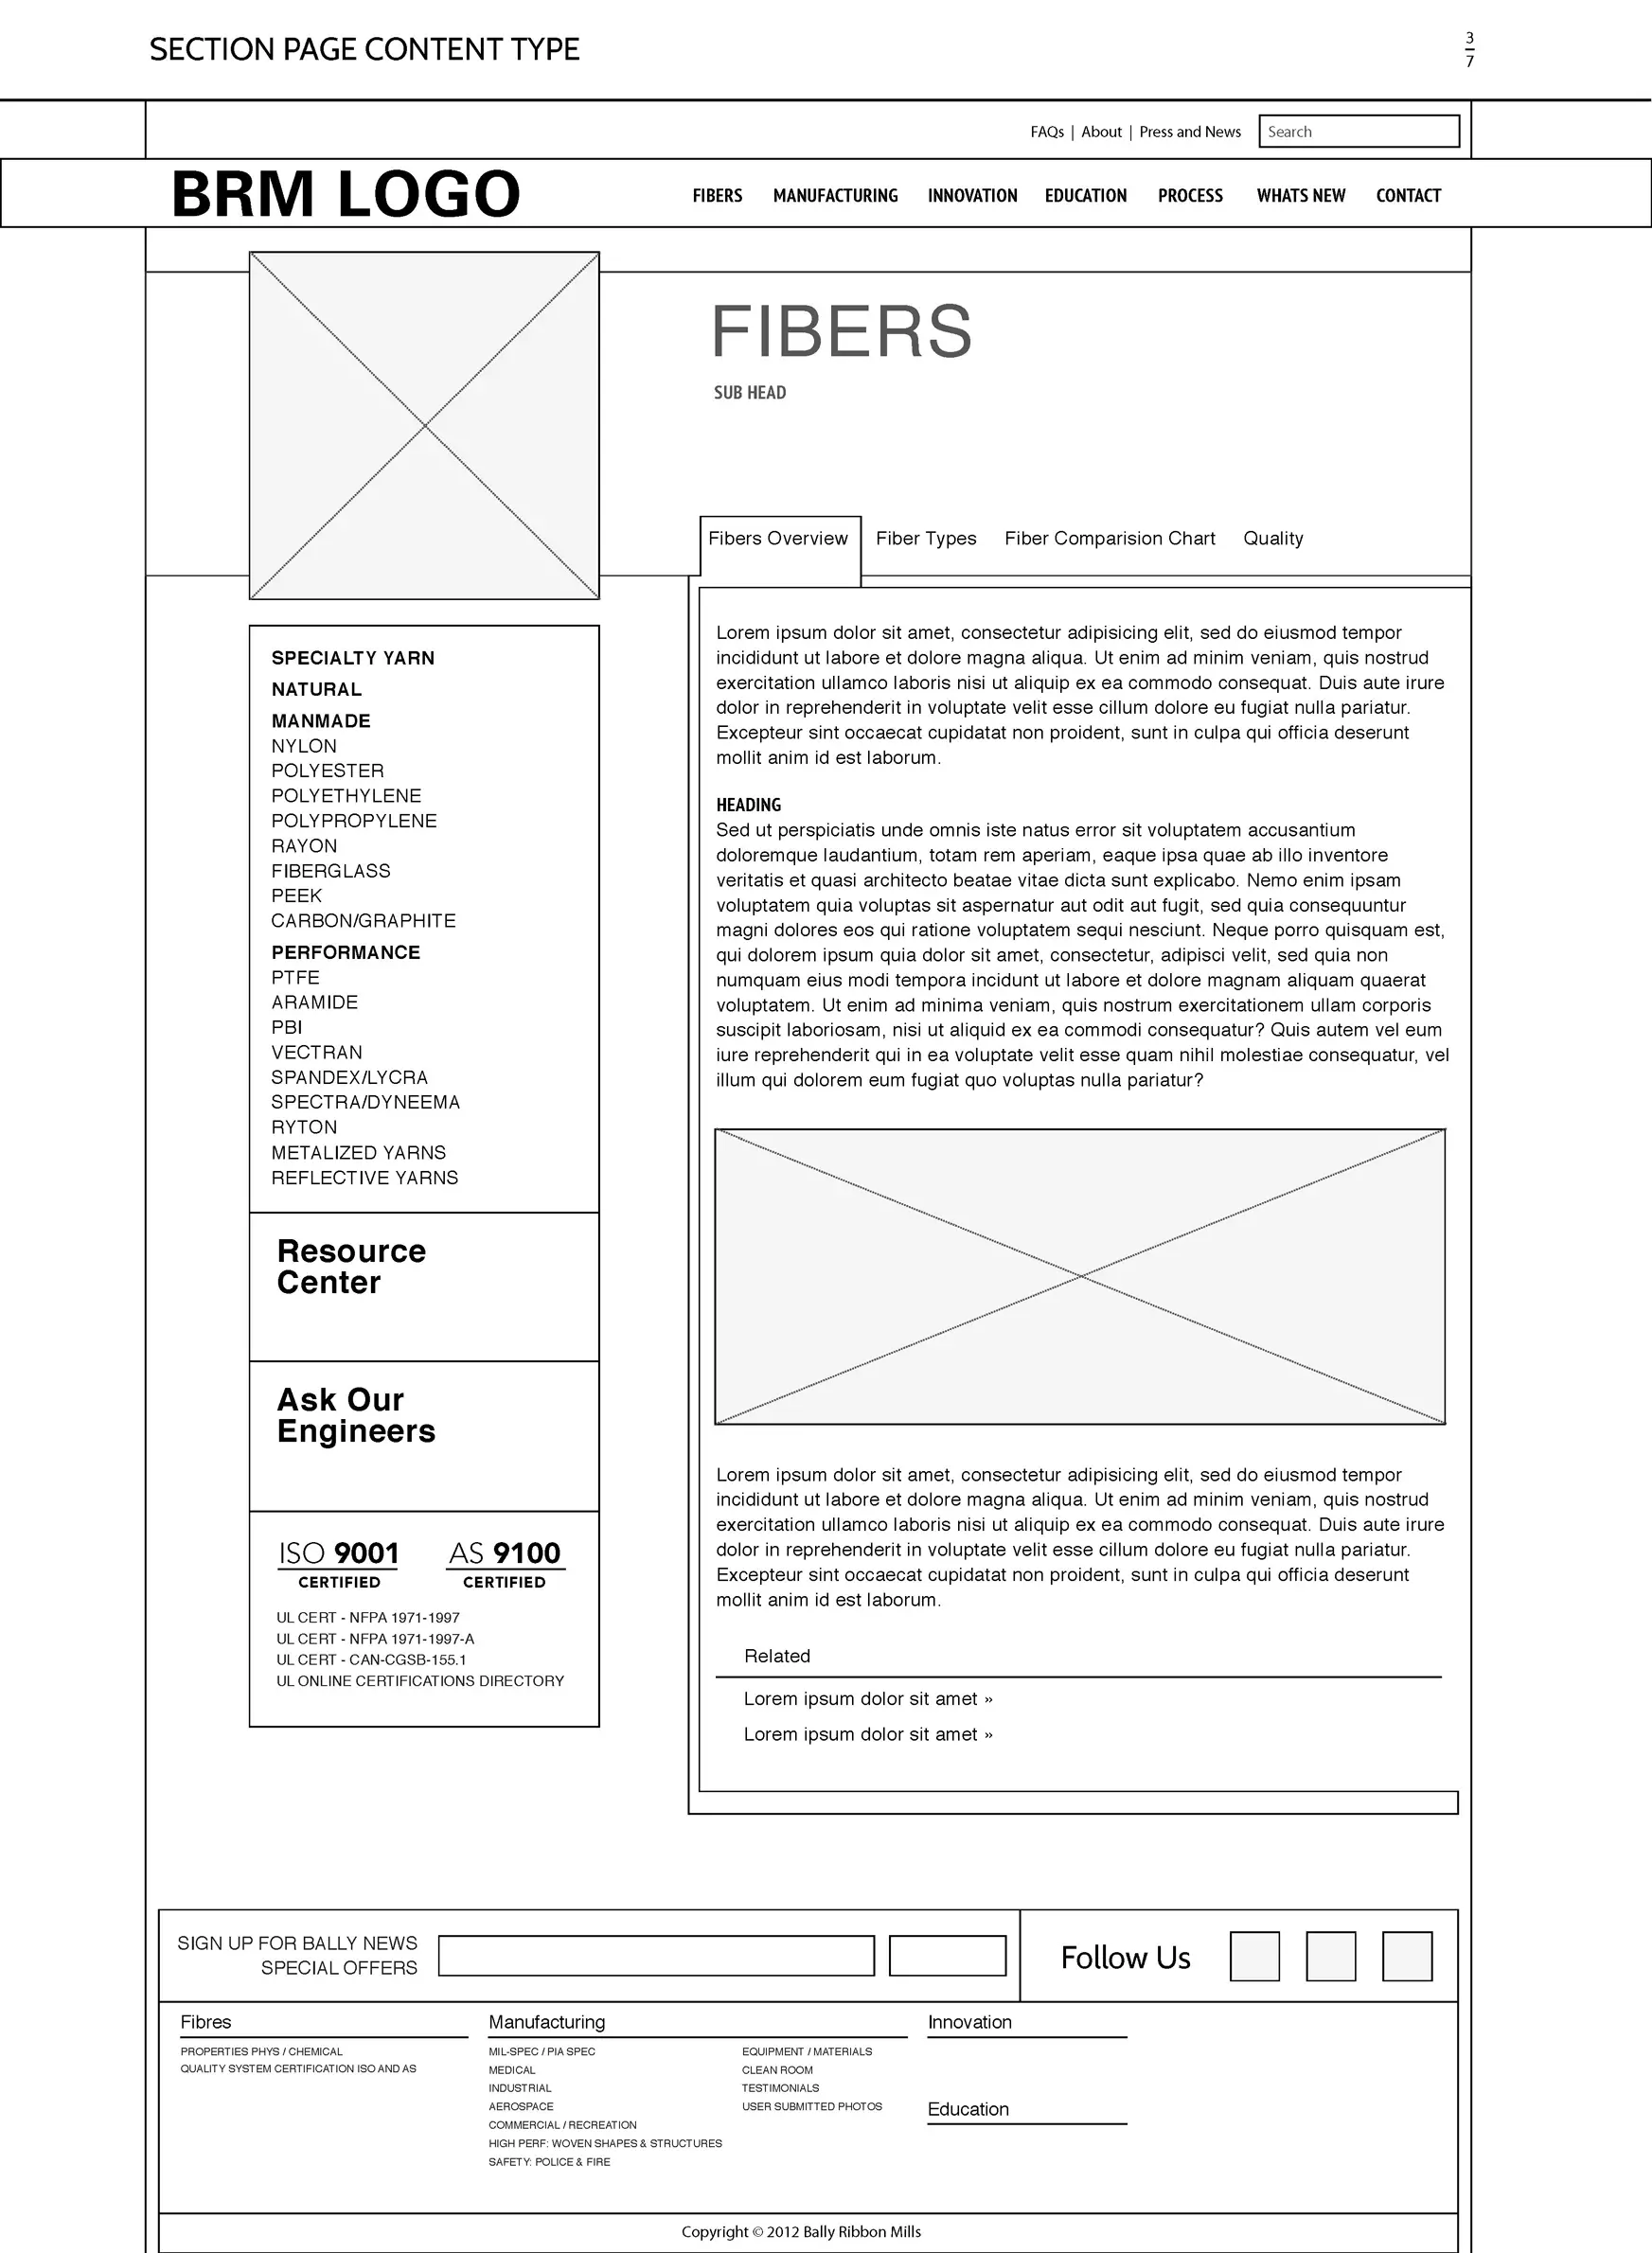 SECTION PAGE CONTENT TYPE
3
7
FAQs | About | Press and News
Search
BRM LOGO
FIBERS MANUFACTURING INNOVATION EDUCATION PROCESS WHATS NEW CONTACT
FIBERS
SUB HEAD
Fibers Overview Fiber Types Fiber Comparision Chart Quality
SPECIALTY YARN
NATURAL
MANMADE
NYLON
POLYESTER
POLYETHYLENE
POLYPROPYLENE
RAYON
FIBERGLASS
PEEK
CARBON/GRAPHITE
PERFORMANCE
PTFE
ARAMIDE
PBI
VECTRAN
SPANDEX/LYCRA
SPECTRA/DYNEEMA
RYTON
METALIZED YARNS
REFLECTIVE YARNS
Resource
Center
Ask Our
Engineers
ISO 9001
CERTIFIED
AS 9100
CERTIFIED
UL CERT - NFPA 1971-1997
UL CERT - NFPA 1971-1997-A
UL CERT - CAN-CGSB-155.1
UL ONLINE CERTIFICATIONS DIRECTORY
Lorem ipsum dolor sit amet, consectetur adipisicing elit, sed do eiusmod tempor
incididunt ut labore et dolore magna aliqua. Ut enim ad minim veniam, quis nostrud
exercitation ullamco laboris nisi ut aliquip ex ea commodo consequat. Duis aute irure
dolor in reprehenderit in voluptate velit esse cillum dolore eu fugiat nulla pariatur.
Excepteur sint occaecat cupidatat non proident, sunt in culpa qui officia deserunt
mollit anim id est laborum.
HEADING
Sed ut perspiciatis unde omnis iste natus error sit voluptatem accusantium
doloremque laudantium, totam rem aperiam, eaque ipsa quae ab illo inventore
veritatis et quasi architecto beatae vitae dicta sunt explicabo. Nemo enim ipsam
voluptatem quia voluptas sit aspernatur aut odit aut fugit, sed quia consequuntur
magni dolores eos qui ratione voluptatem sequi nesciunt. Neque porro quisquam est,
qui dolorem ipsum quia dolor sit amet, consectetur, adipisci velit, sed quia non
numquam eius modi tempora incidunt ut labore et dolore magnam aliquam quaerat
voluptatem. Ut enim ad minima veniam, quis nostrum exercitationem ullam corporis
suscipit laboriosam, nisi ut aliquid ex ea commodi consequatur? Quis autem vel eum
iure reprehenderit qui in ea voluptate velit esse quam nihil molestiae consequatur, vel
illum qui dolorem eum fugiat quo voluptas nulla pariatur?
Lorem ipsum dolor sit amet, consectetur adipisicing elit, sed do eiusmod tempor
incididunt ut labore et dolore magna aliqua. Ut enim ad minim veniam, quis nostrud
exercitation ullamco laboris nisi ut aliquip ex ea commodo consequat. Duis aute irure
dolor in reprehenderit in voluptate velit esse cillum dolore eu fugiat nulla pariatur.
Excepteur sint occaecat cupidatat non proident, sunt in culpa qui officia deserunt
mollit anim id est laborum.
Related
Lorem ipsum dolor sit amet »
Lorem ipsum dolor sit amet »
SIGN UP FOR BALLY NEWS
SPECIAL OFFERS
Follow Us
Fibres
PROPERTIES PHYS / CHEMICAL
QUALITY SYSTEM CERTIFICATION ISO AND AS
Manufacturing
MIL-SPEC / PIA SPEC
MEDICAL
INDUSTRIAL
AEROSPACE
COMMERCIAL / RECREATION
HIGH PERF: WOVEN SHAPES & STRUCTURES
SAFETY: POLICE & FIRE
EQUIPMENT / MATERIALS
CLEAN ROOM
TESTIMONIALS
USER SUBMITTED PHOTOS
Innovation
Education
Copyright © 2012 Bally Ribbon Mills